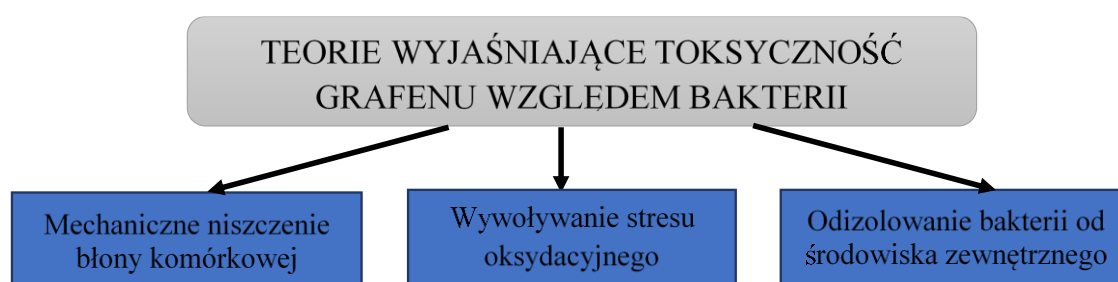 TEORIE WYJAŚNIAJĄCE TOKSYCZNOŚĆ
GRAFENU WZGLĘDEM BAKTERII
Mechaniczne niszczenie
błony komórkowej
Wywoływanie stresu
oksydacyjnego
Odizolowanie bakterii od
środowiska zewnętrznego